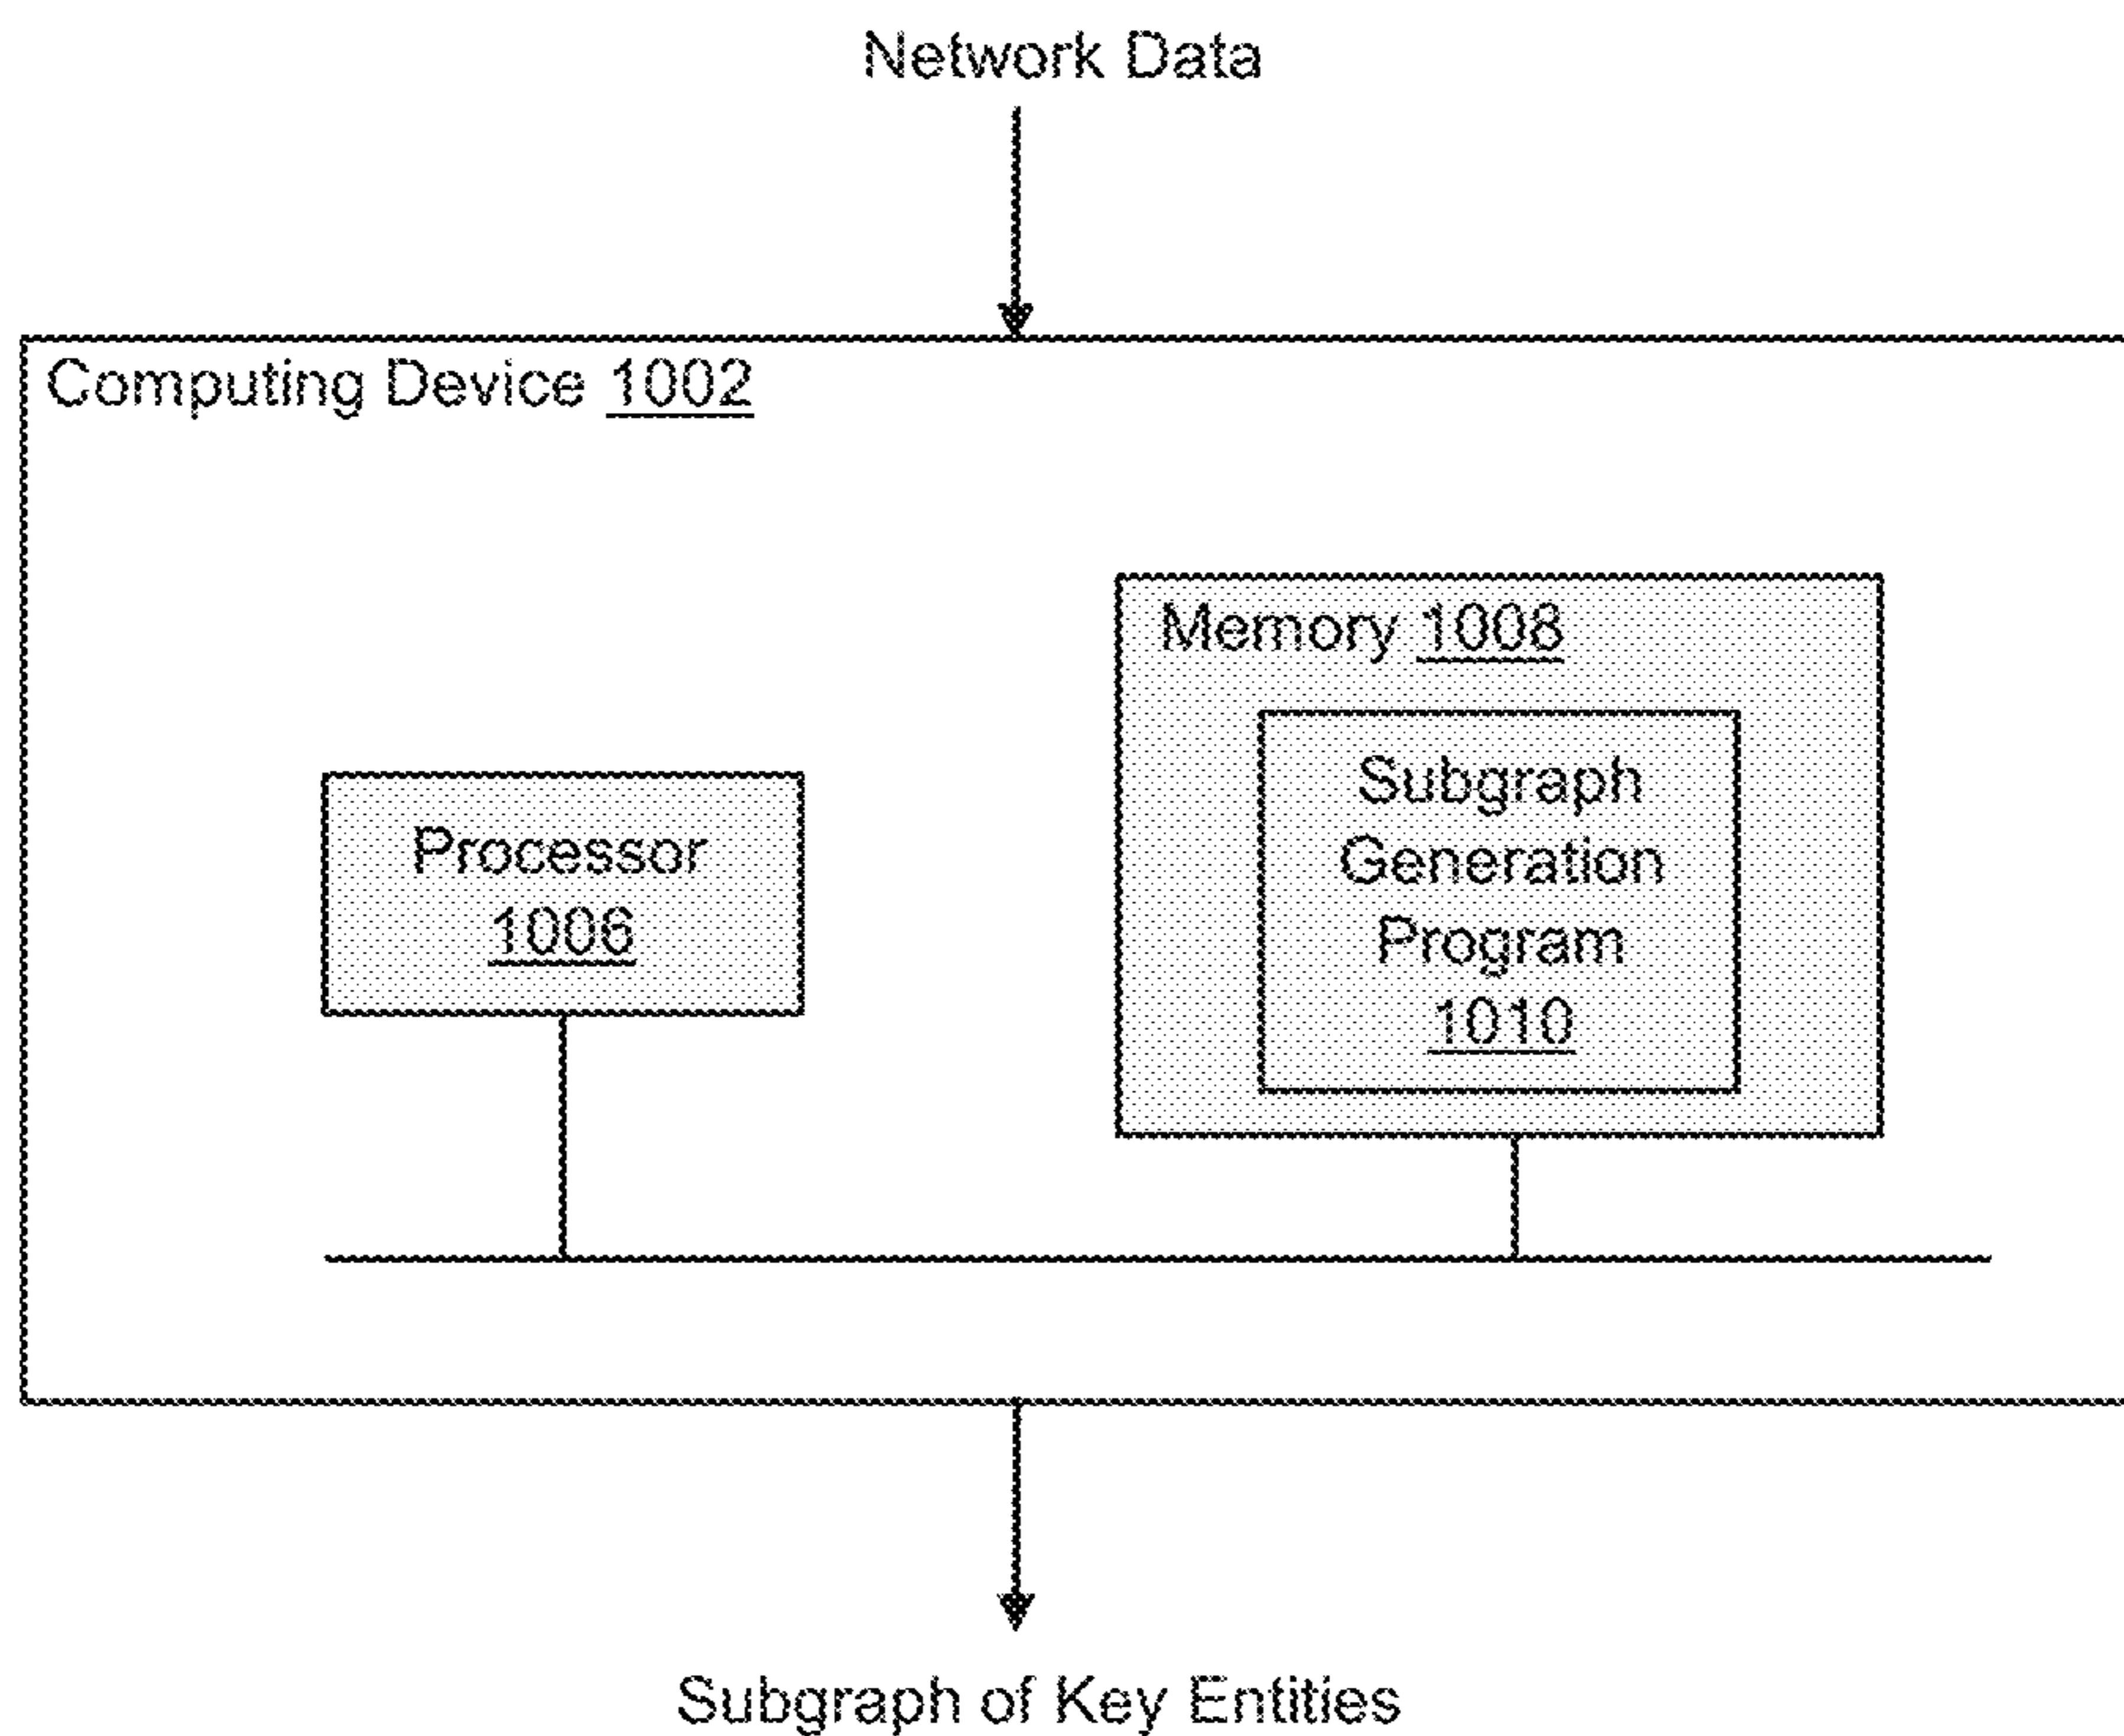 Network Data
Computing Device 1002
Memory 1008
Subgraph
Generation
Program
1010
Processor
1006
Subgraph of Key Entities